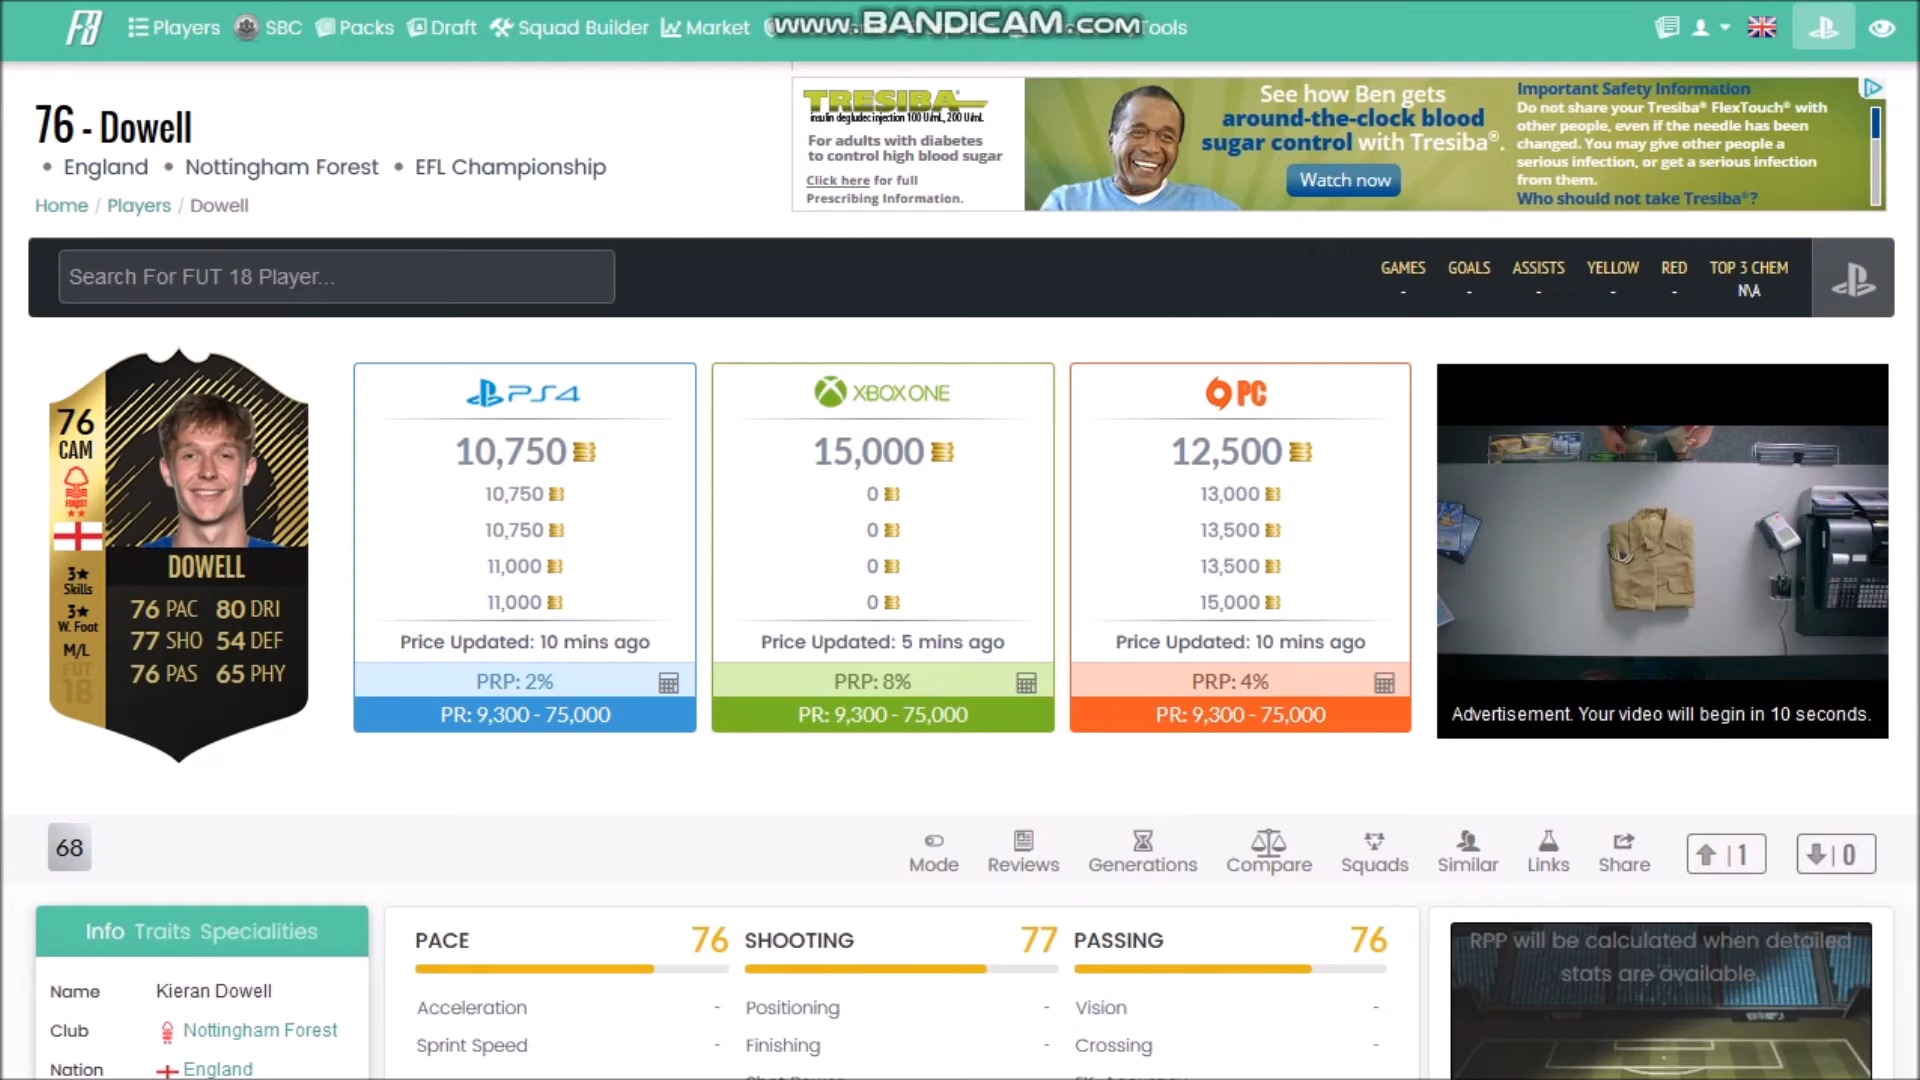 Players SBC Packs Draft Squad Builder Market Tools
www.BANDICAM.com
76 - Dowell
• England • Nottingham Forest • EFL Championship
Home / Players / Dowell
TRESIBA®
insulin degludec injection 100 U/mL, 200 U/mL
For adults with diabetes
to control high blood sugar
Click here for full
Prescribing Information.
See how Ben gets
around-the-clock blood
sugar control with Tresiba®.
Watch now
Important Safety Information
Do not share your Tresiba® FlexTouch® with
other people, even if the needle has been
changed. You may give other people a
serious infection, or get a serious infection
from them.
Who should not take Tresiba®?
Search For FUT 18 Player...
GAMES GOALS ASSISTS YELLOW RED TOP 3 CHEM
- - - - - N\A
76
CAM
FOREST
3★
Skills
3★
W. Foot
M/L
FUT
18
DOWELL
76 PAC 80 DRI
77 SHO 54 DEF
76 PAS 65 PHY
PS4
10,750
10,750
10,750
11,000
11,000
Price Updated: 10 mins ago
PRP: 2%
PR: 9,300 - 75,000
XBOX ONE
15,000
0
0
0
0
Price Updated: 5 mins ago
PRP: 8%
PR: 9,300 - 75,000
PC
12,500
13,000
13,500
13,500
15,000
Price Updated: 10 mins ago
PRP: 4%
PR: 9,300 - 75,000
Advertisement. Your video will begin in 10 seconds.
68
Mode Reviews Generations Compare Squads Similar Links Share | 1 | 0
Info Traits Specialities
Name Kieran Dowell
Club Nottingham Forest
Nation England
PACE 76
Acceleration -
Sprint Speed -
SHOOTING 77
Positioning -
Finishing -
PASSING 76
Vision -
Crossing -
RPP will be calculated when detailed
stats are available.